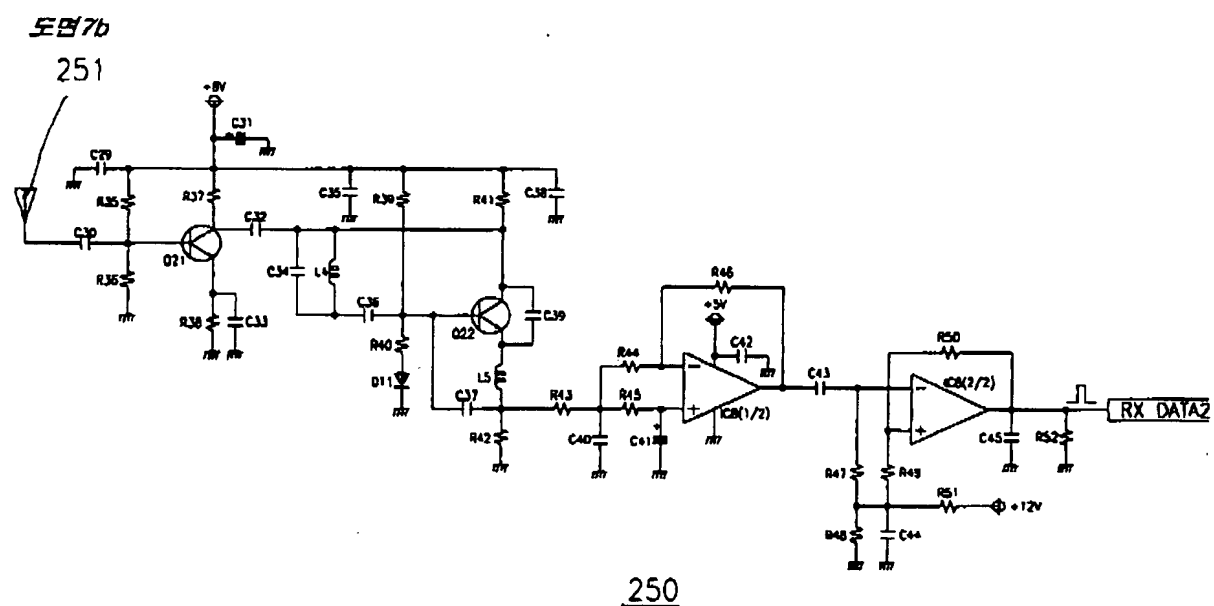 도면7b
251
+8V
C31
C29
R35
R37
C35
R39
R41
C38
C30
C32
Q21
C34
L4
R36
C36
R46
+5V
R38
C33
Q22
C39
R40
R44
C42
R50
D11
L5
C43
IC8(2/2)
C37
R43
R45
IC8(1/2)
RX DATA2
R42
C40
C41
C45
R52
R47
R49
R51
+12V
R48
C44
250